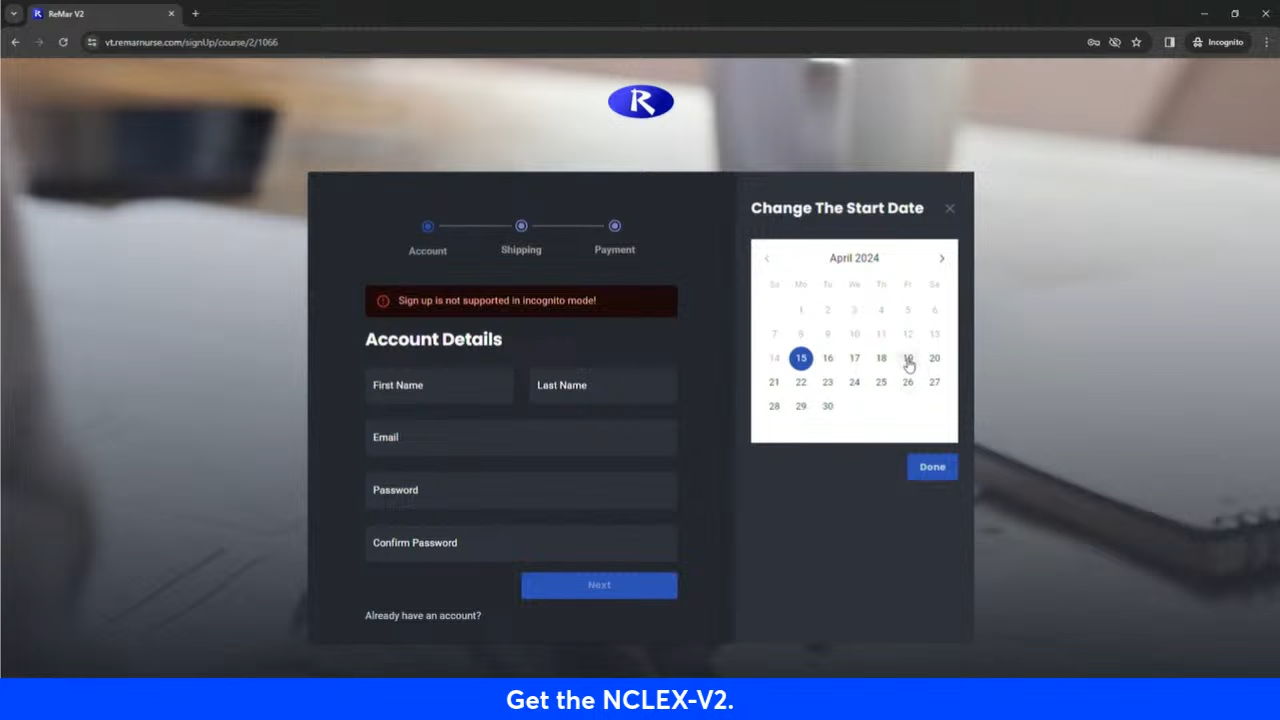 ReMar V2
vt.remarnurse.com/signUp/course/2/1066
Incognito
R
Account
Shipping
Payment
Sign up is not supported in incognito mode!
Account Details
First Name
Last Name
Email
Password
Confirm Password
Next
Already have an account?
Change The Start Date
April 2024
Su Mo Tu We Th Fr Sa
1 2 3 4 5 6
7 8 9 10 11 12 13
14 15 16 17 18 19 20
21 22 23 24 25 26 27
28 29 30
Done
Get the NCLEX-V2.